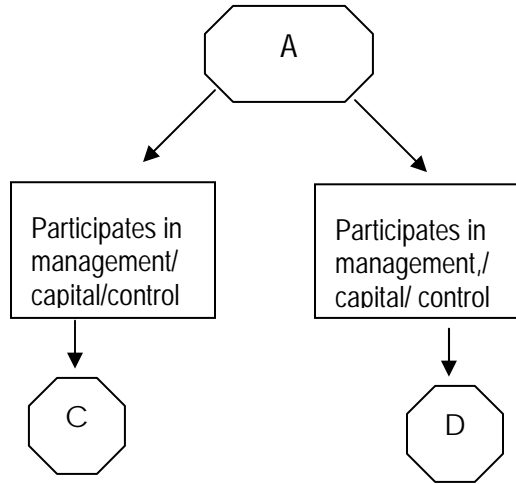 A
Participates in
management/
capital/control
Participates in
management,/
capital/ control
C
D